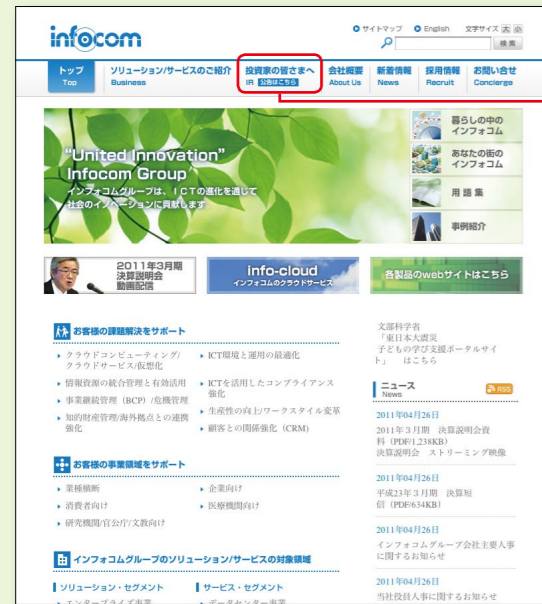 infocom
サイトマップ English 文字サイズ 大 小
検索
トップ
Top
ソリューション/サービスのご紹介
Business
投資家の皆さまへ
IR 公告はこちら
会社概要
About Us
新着情報
News
採用情報
Recruit
お問い合せ
Concierge
"United Innovation"
Infocom Group
インフォコムグループは、ICTの進化を通じて
社会のイノベーションに貢献します
暮らしの中の
インフォコム
あなたの街の
インフォコム
用語集
事例紹介
2011年3月期
決算説明会
動画配信
info-cloud
インフォコムのクラウドサービス
各製品のwebサイトはこちら
お客様の課題解決をサポート
クラウドコンピューティング/
クラウドサービス/仮想化
情報資源の統合管理と有効活用
事業継続管理（BCP）/危機管理
知的財産管理/海外拠点との連携
強化
ICT環境と運用の最適化
ICTを活用したコンプライアンス
強化
生産性の向上/ワークスタイル変革
顧客との関係強化（CRM)
お客様の事業領域をサポート
業種横断
消費者向け
研究機関/官公庁/文教向け
企業向け
医療機関向け
インフォコムグループのソリューション/サービスの対象領域
ソリューション・セグメント
エンタープライズ事業
サービス・セグメント
データセンター事業
文部科学省
「東日本大震災
子どもの学び支援ポータルサイ
ト」 はこちら
ニュース
News
RSS
2011年04月26日
2011年3月期 決算説明会資
料（PDF/1,238KB）
決算説明会 ストリーミング映像
2011年04月26日
平成23年3月期 決算短
信（PDF/634KB）
2011年04月26日
インフォコムグループ会社主要人事
に関するお知らせ
2011年04月26日
当社役員人事に関するお知らせ